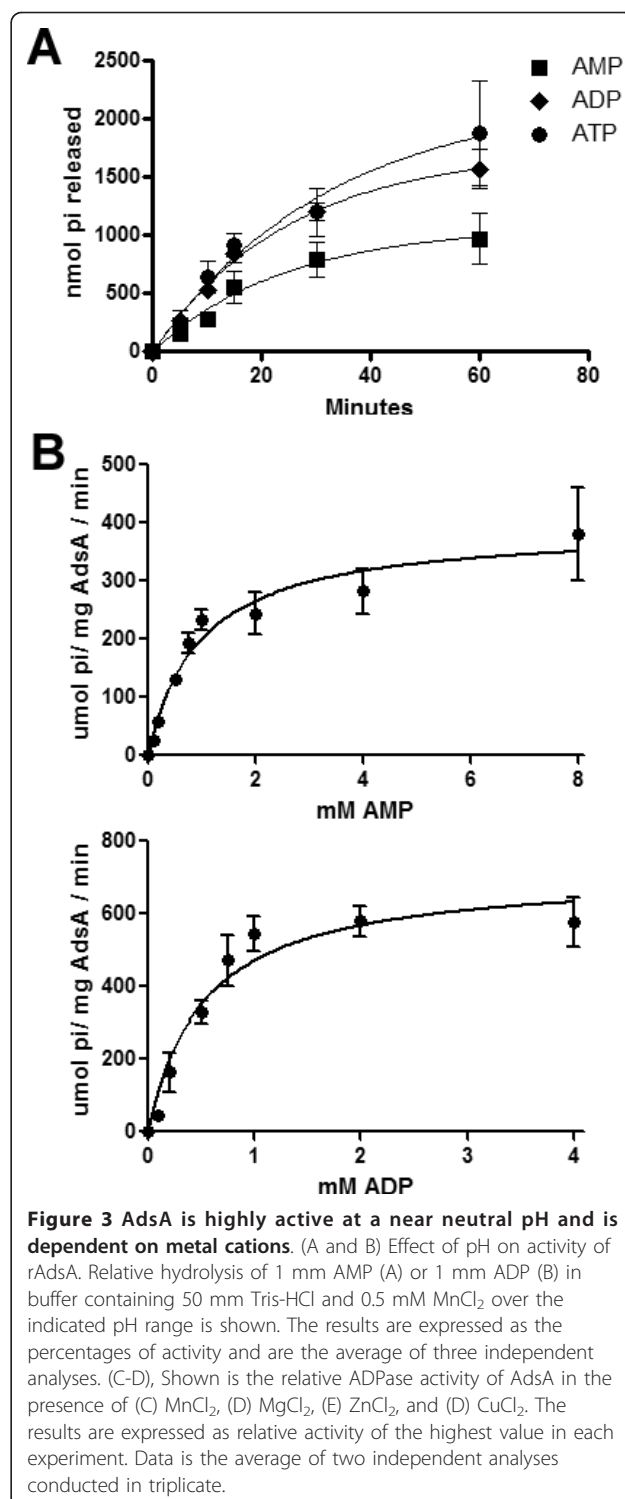 A
2500
2000
1500
1000
500
0
nmol pi released
AMP
ADP
ATP
0 20 40 60 80
Minutes
B
500
400
300
200
100
0
umol pi/ mg AdsA / min
0 2 4 6 8
mM AMP
800
600
400
200
0
umol pi/ mg AdsA / min
0 1 2 3 4
mM ADP
Figure 3 AdsA is highly active at a near neutral pH and is
dependent on metal cations. (A and B) Effect of pH on activity of
rAdsA. Relative hydrolysis of 1 mm AMP (A) or 1 mm ADP (B) in
buffer containing 50 mm Tris-HCl and 0.5 mM MnCl₂ over the
indicated pH range is shown. The results are expressed as the
percentages of activity and are the average of three independent
analyses. (C-D), Shown is the relative ADPase activity of AdsA in the
presence of (C) MnCl₂, (D) MgCl₂, (E) ZnCl₂, and (D) CuCl₂. The
results are expressed as relative activity of the highest value in each
experiment. Data is the average of two independent analyses
conducted in triplicate.